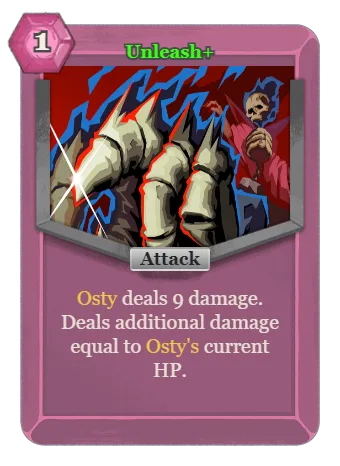 1
Unleash+
Attack
Osty deals 9 damage.
Deals additional damage
equal to Osty's current
HP.